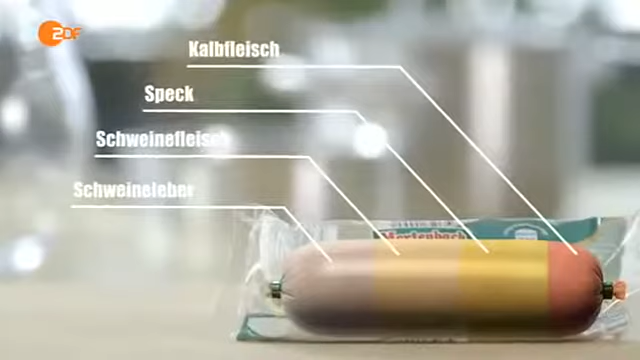 ZDF
Kalbfleisch
Speck
Schweinefleisch
Schweineleber